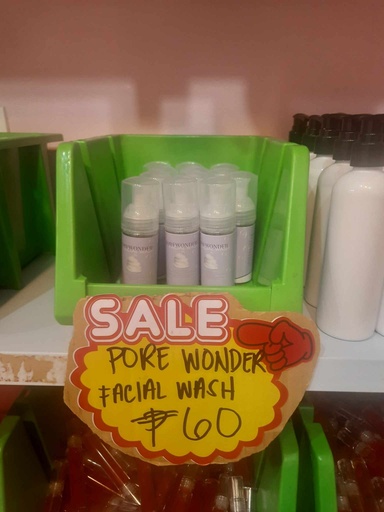 SALE
PORE WONDER
FACIAL WASH
₱60